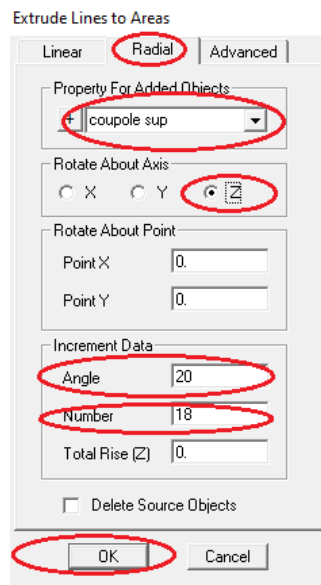 Extrude Lines to Areas
Linear Radial Advanced
Property For Added Objects
+ coupole sup
Rotate About Axis
X Y Z
Rotate About Point
Point X 0.
Point Y 0.
Increment Data
Angle 20
Number 18
Total Rise (Z) 0.
Delete Source Objects
OK Cancel